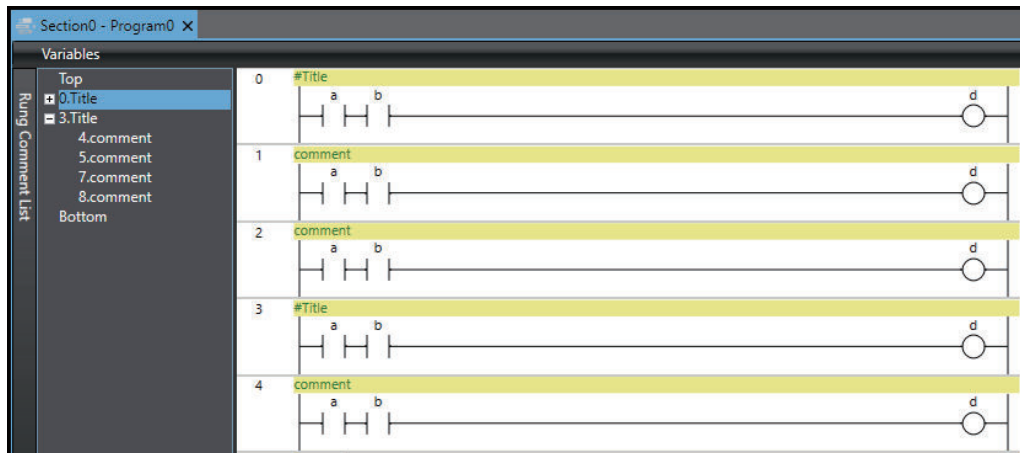 Section0 - Program0 X
Variables
Rung Comment List
Top
0.Title
3.Title
4.comment
5.comment
7.comment
8.comment
Bottom
0
#Title
a b d
1
comment
a b d
2
comment
a b d
3
#Title
a b d
4
comment
a b d